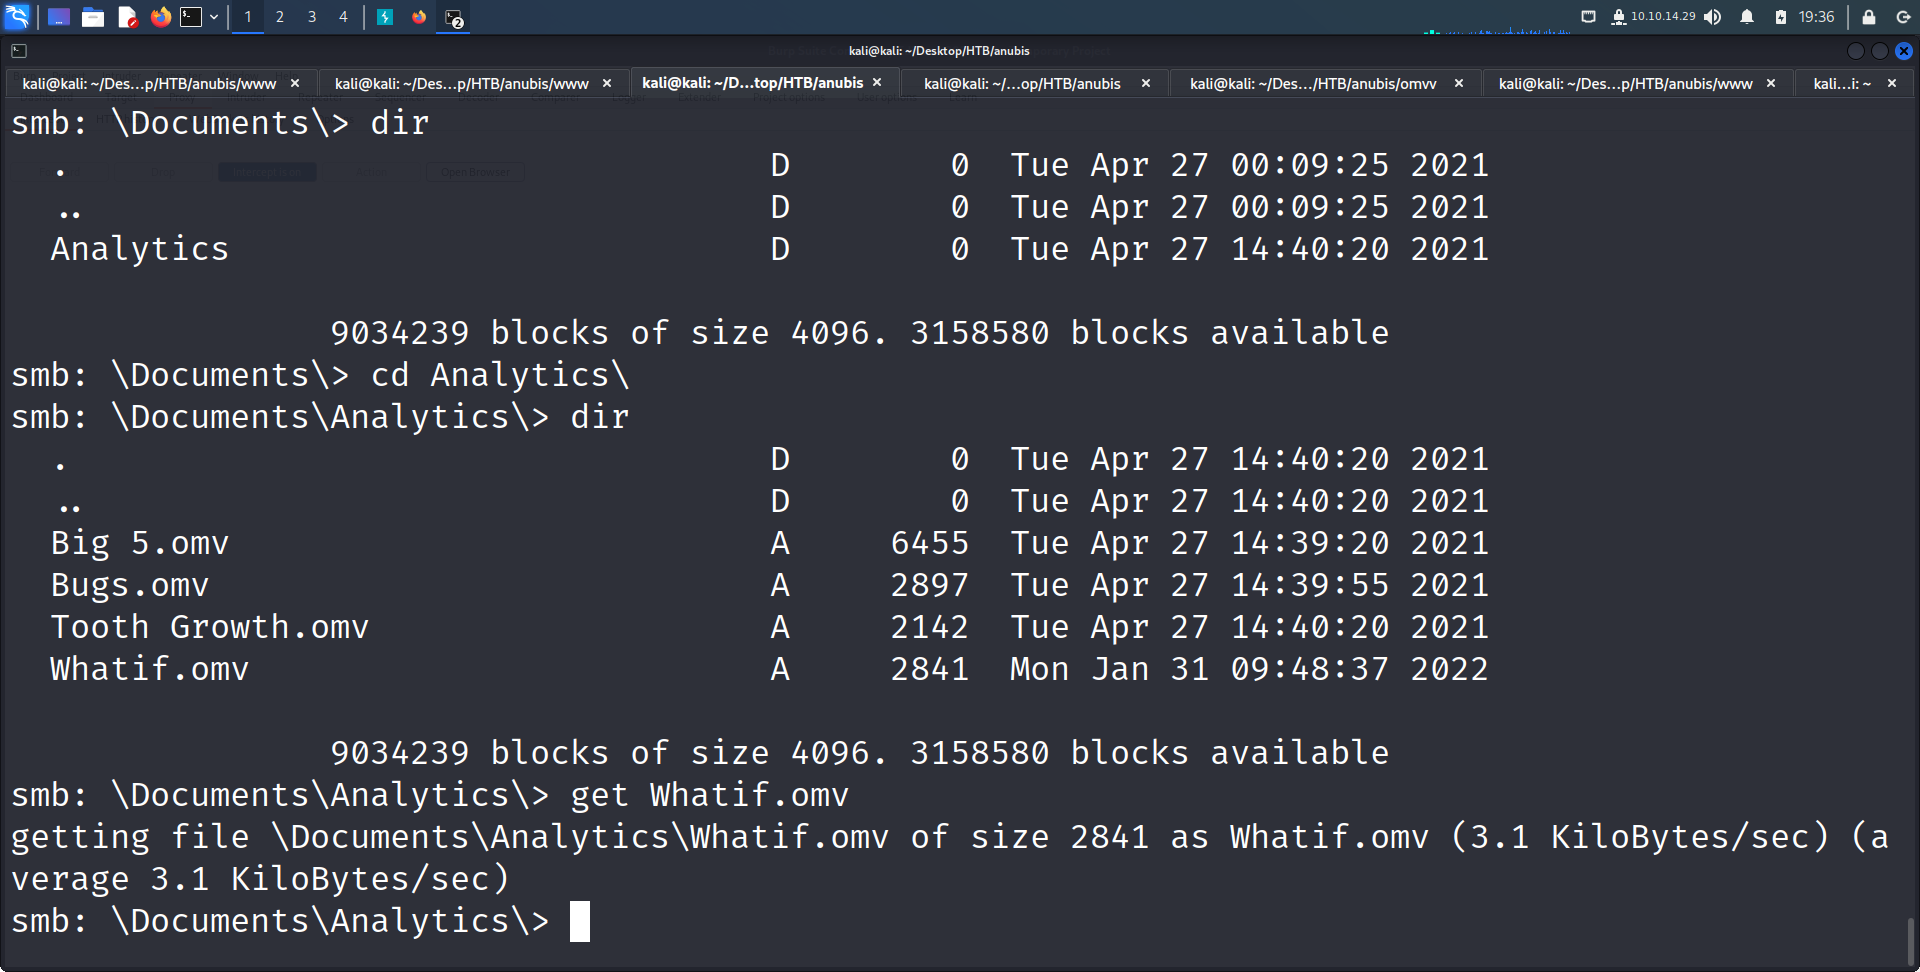 1 2 3 4 2 10.10.14.29 19:36
kali@kali: ~/Desktop/HTB/anubis
kali@kali: ~/Des...p/HTB/anubis/www kali@kali: ~/Des...p/HTB/anubis/www kali@kali: ~/D...top/HTB/anubis kali@kali: ~/...op/HTB/anubis kali@kali: ~/Des.../HTB/anubis/omvv kali@kali: ~/Des...p/HTB/anubis/www kali...i: ~
smb: \Documents\> dir
Open Browser
. D 0 Tue Apr 27 00:09:25 2021
.. D 0 Tue Apr 27 00:09:25 2021
Analytics D 0 Tue Apr 27 14:40:20 2021
9034239 blocks of size 4096. 3158580 blocks available
smb: \Documents\> cd Analytics\
smb: \Documents\Analytics\> dir
. D 0 Tue Apr 27 14:40:20 2021
.. D 0 Tue Apr 27 14:40:20 2021
Big 5.omv A 6455 Tue Apr 27 14:39:20 2021
Bugs.omv A 2897 Tue Apr 27 14:39:55 2021
Tooth Growth.omv A 2142 Tue Apr 27 14:40:20 2021
Whatif.omv A 2841 Mon Jan 31 09:48:37 2022
9034239 blocks of size 4096. 3158580 blocks available
smb: \Documents\Analytics\> get Whatif.omv
getting file \Documents\Analytics\Whatif.omv of size 2841 as Whatif.omv (3.1 KiloBytes/sec) (a
verage 3.1 KiloBytes/sec)
smb: \Documents\Analytics\>